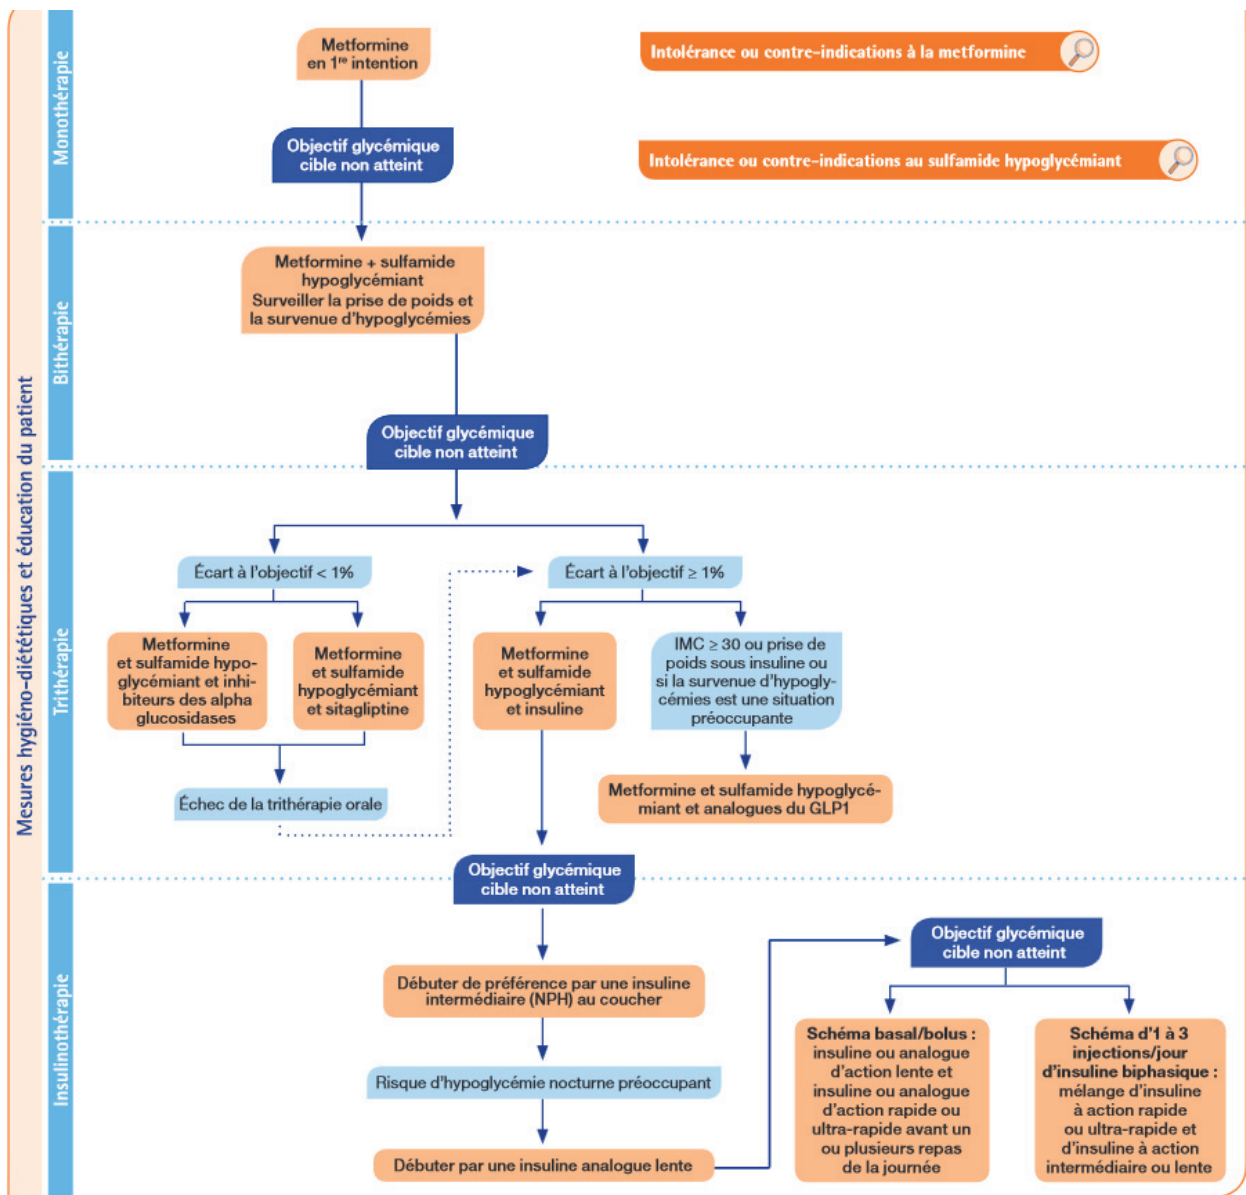 Mesures hygiéno-diététiques et éducation du patient
Monothérapie
Metformine
en 1re intention
Intolérance ou contre-indications à la metformine
Objectif glycémique
cible non atteint
Intolérance ou contre-indications au sulfamide hypoglycémiant
Bithérapie
Metformine + sulfamide
hypoglycémiant
Surveiller la prise de poids et
la survenue d'hypoglycémies
Objectif glycémique
cible non atteint
Trithérapie
Écart à l'objectif < 1%
Écart à l'objectif ≥ 1%
Metformine
et sulfamide hypo-
glycémiant et inhi-
biteurs des alpha
glucosidases
Metformine
et sulfamide
hypoglycémiant
et sitagliptine
Metformine
et sulfamide
hypoglycémiant
et insuline
IMC ≥ 30 ou prise de
poids sous insuline ou
si la survenue d'hypogly-
cémies est une situation
préoccupante
Échec de la trithérapie orale
Metformine et sulfamide hypoglycé-
miant et analogues du GLP1
Objectif glycémique
cible non atteint
Insulinothérapie
Débuter de préférence par une insuline
intermédiaire (NPH) au coucher
Risque d'hypoglycémie nocturne préoccupant
Débuter par une insuline analogue lente
Objectif glycémique
cible non atteint
Schéma basal/bolus :
insuline ou analogue
d'action lente et
insuline ou analogue
d'action rapide ou
ultra-rapide avant un
ou plusieurs repas
de la journée
Schéma d'1 à 3
injections/jour
d'insuline biphasique :
mélange d'insuline
à action rapide
ou ultra-rapide et
d'insuline à action
intermédiaire ou lente